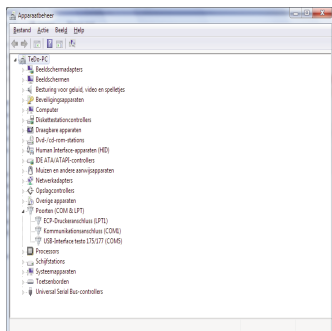 Apparaatbeheer
Bestand Actie Beeld Help
TeDo-PC
Beeldschermadapters
Beeldschermen
Besturing voor geluid, video en spelletjes
Beveiligingsapparaten
Computer
Diskettestationcontrollers
Draagbare apparaten
Dvd-/cd-rom-stations
Human Interface-apparaten (HID)
IDE ATA/ATAPI-controllers
Muizen en andere aanwijsapparaten
Netwerkadapters
Opslagcontrollers
Overige apparaten
Poorten (COM & LPT)
ECP-Druckeranschluss (LPT1)
Kommunikationsanschluss (COM1)
USB-Interface testo 175/177 (COM5)
Processors
Schijfstations
Systeemapparaten
Toetsenborden
Universal Serial Bus-controllers